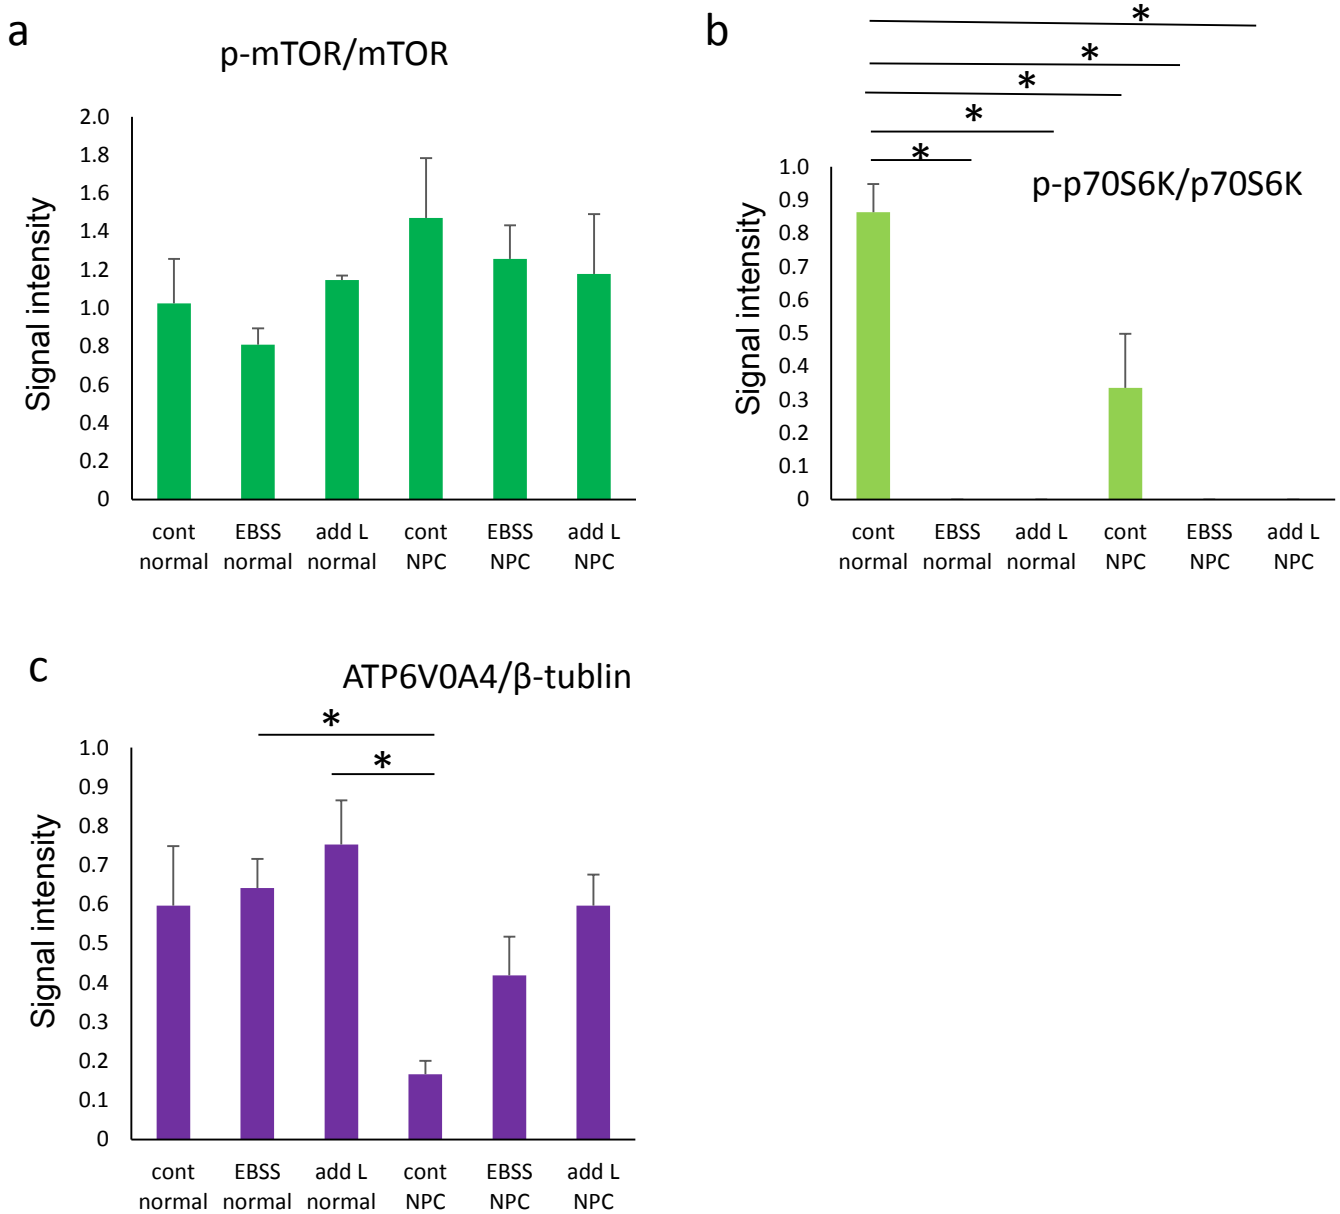 a
p-mTOR/mTOR
Signal intensity
2.0
1.8
1.6
1.4
1.2
1.0
0.8
0.6
0.4
0.2
0
cont normal
EBSS normal
add L normal
cont NPC
EBSS NPC
add L NPC
b
*
*
*
*
*
p-p70S6K/p70S6K
Signal intensity
1.0
0.9
0.8
0.7
0.6
0.5
0.4
0.3
0.2
0.1
0
cont normal
EBSS normal
add L normal
cont NPC
EBSS NPC
add L NPC
c
ATP6V0A4/β-tublin
*
*
Signal intensity
1.0
0.9
0.8
0.7
0.6
0.5
0.4
0.3
0.2
0.1
0
cont normal
EBSS normal
add L normal
cont NPC
EBSS NPC
add L NPC